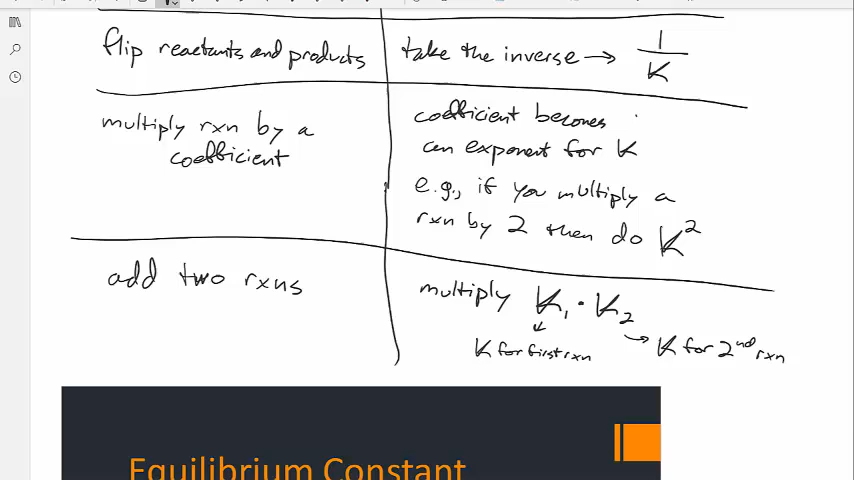 flip reactants and products
take the inverse → 1/K
multiply rxn by a
coefficient
coefficient becomes
an exponent for K
e.g., if you multiply a
rxn by 2 then do K²
add two rxns
multiply K₁ · K₂
K for first rxn
→ K for 2nd rxn
Equilibrium Constant